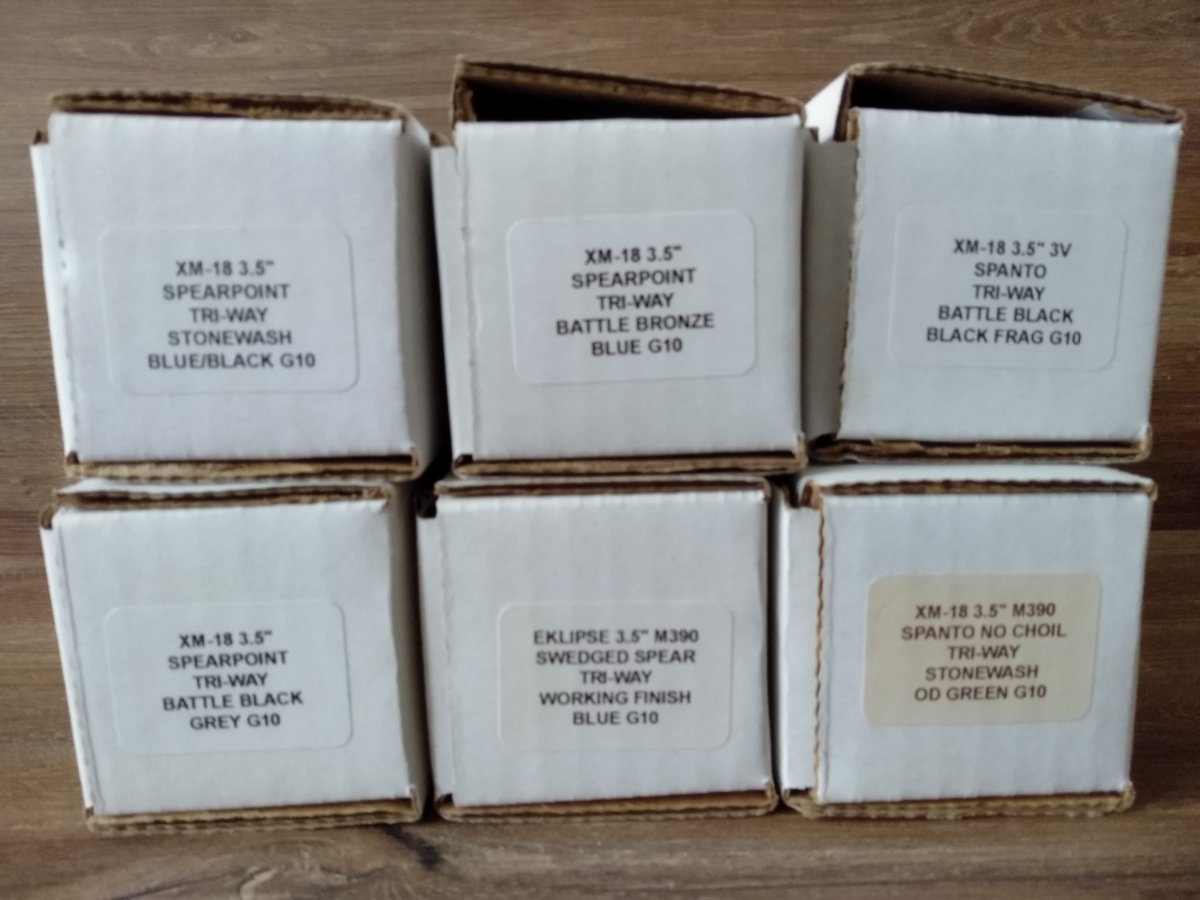 XM-18 3.5"
SPEARPOINT
TRI-WAY
STONEWASH
BLUE/BLACK G10
XM-18 3.5"
SPEARPOINT
TRI-WAY
BATTLE BRONZE
BLUE G10
XM-18 3.5" 3V
SPANTO
TRI-WAY
BATTLE BLACK
BLACK FRAG G10
XM-18 3.5"
SPEARPOINT
TRI-WAY
BATTLE BLACK
GREY G10
EKLIPSE 3.5" M390
SWEDGED SPEAR
TRI-WAY
WORKING FINISH
BLUE G10
XM-18 3.5" M390
SPANTO NO CHOIL
TRI-WAY
STONEWASH
OD GREEN G10